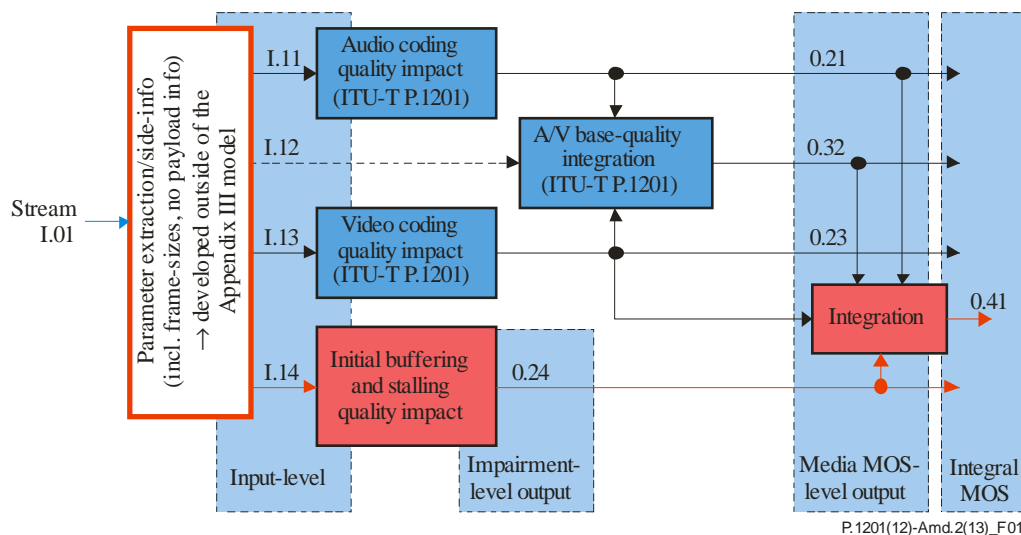 Stream
I.01
Parameter extraction/side-info
(incl. frame-sizes, no payload info)
→ developed outside of the
Appendix III model
I.11
I.12
I.13
I.14
Audio coding
quality impact
(ITU-T P.1201)
A/V base-quality
integration
(ITU-T P.1201)
Video coding
quality impact
(ITU-T P.1201)
Initial buffering
and stalling
quality impact
0.21
0.32
0.23
0.24
Integration
0.41
Input-level
Impairment-
level output
Media MOS-
level output
Integral
MOS
P.1201(12)-Amd.2(13)_F01